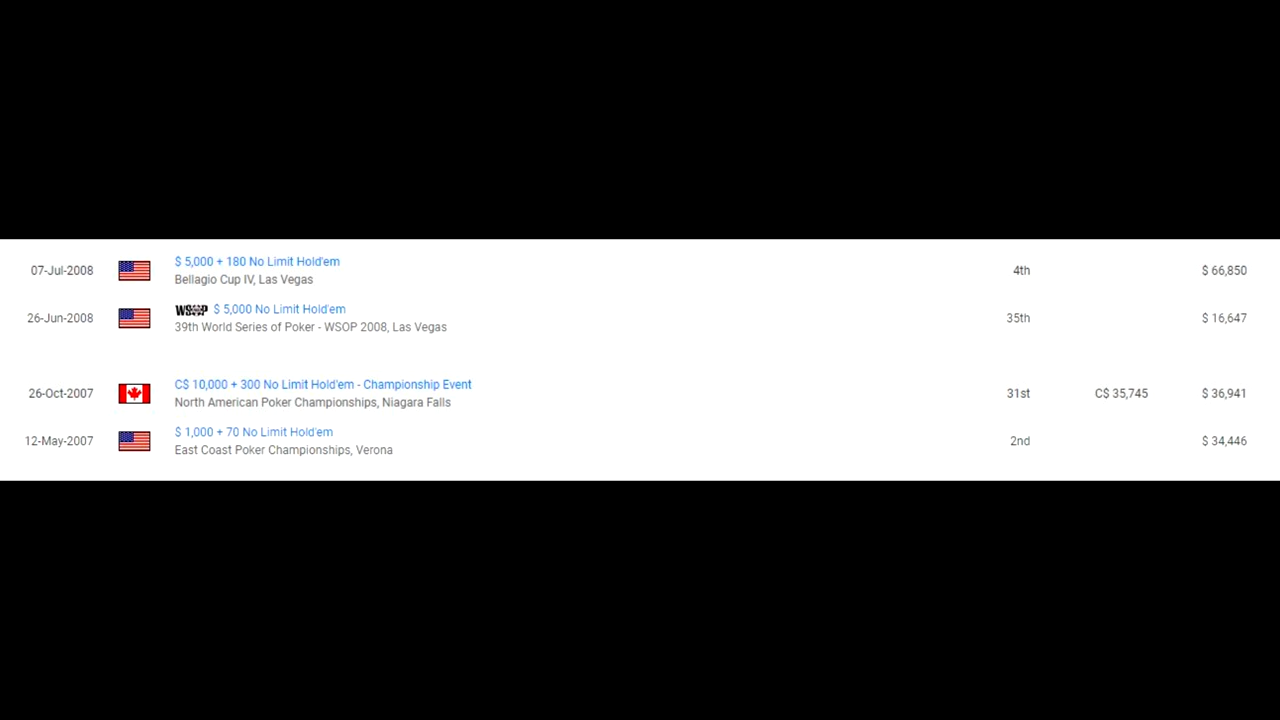 07-Jul-2008 $ 5,000 + 180 No Limit Hold'em 4th $ 66,850
Bellagio Cup IV, Las Vegas
26-Jun-2008 WSOP $ 5,000 No Limit Hold'em 35th $ 16,647
39th World Series of Poker - WSOP 2008, Las Vegas
26-Oct-2007 C$ 10,000 + 300 No Limit Hold'em - Championship Event 31st C$ 35,745 $ 36,941
North American Poker Championships, Niagara Falls
12-May-2007 $ 1,000 + 70 No Limit Hold'em 2nd $ 34,446
East Coast Poker Championships, Verona